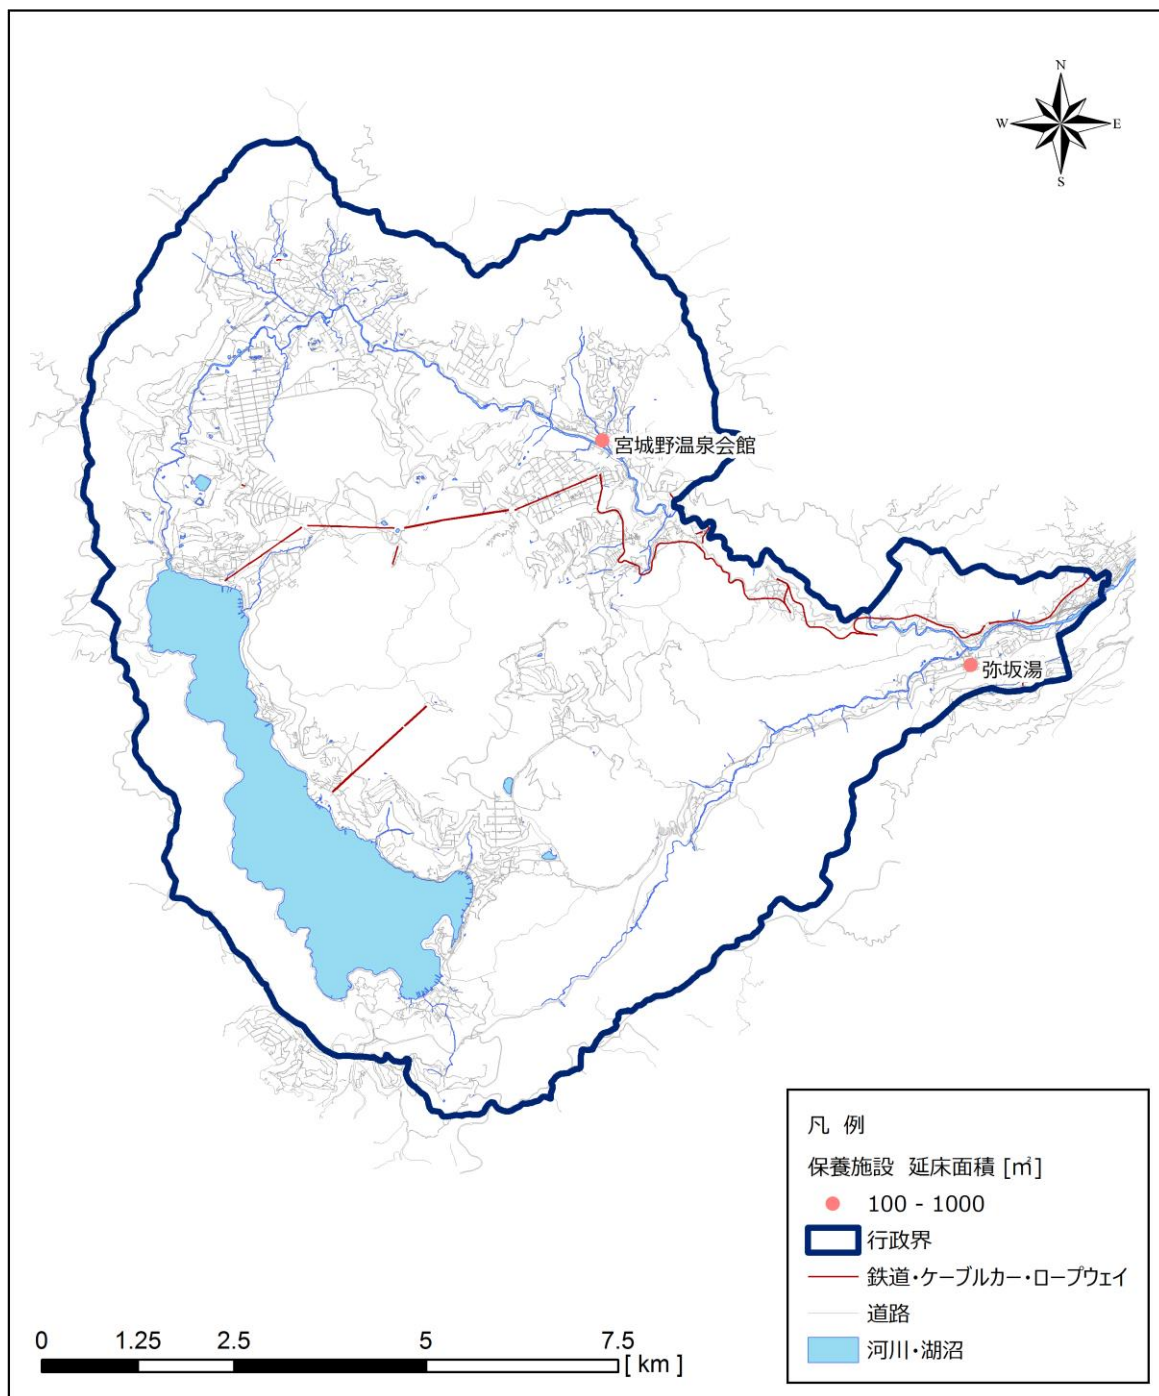 N
W E
S
宮城野温泉会館
弥坂湯
凡 例
保養施設 延床面積 [㎡]
100 - 1000
行政界
鉄道・ケーブルカー・ロープウェイ
道路
河川・湖沼
0 1.25 2.5 5 7.5
[ km ]